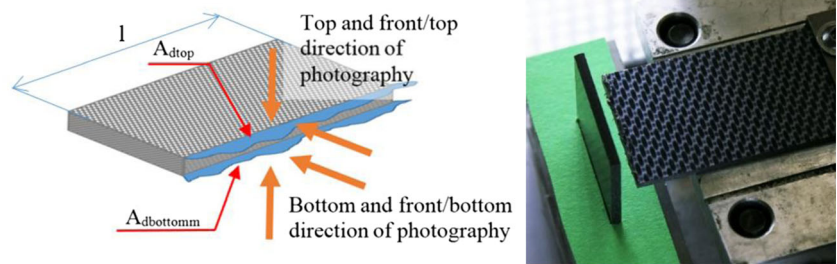 l
Adtop
Top and front/top
direction of
photography
Adbottomm
Bottom and front/bottom
direction of photography